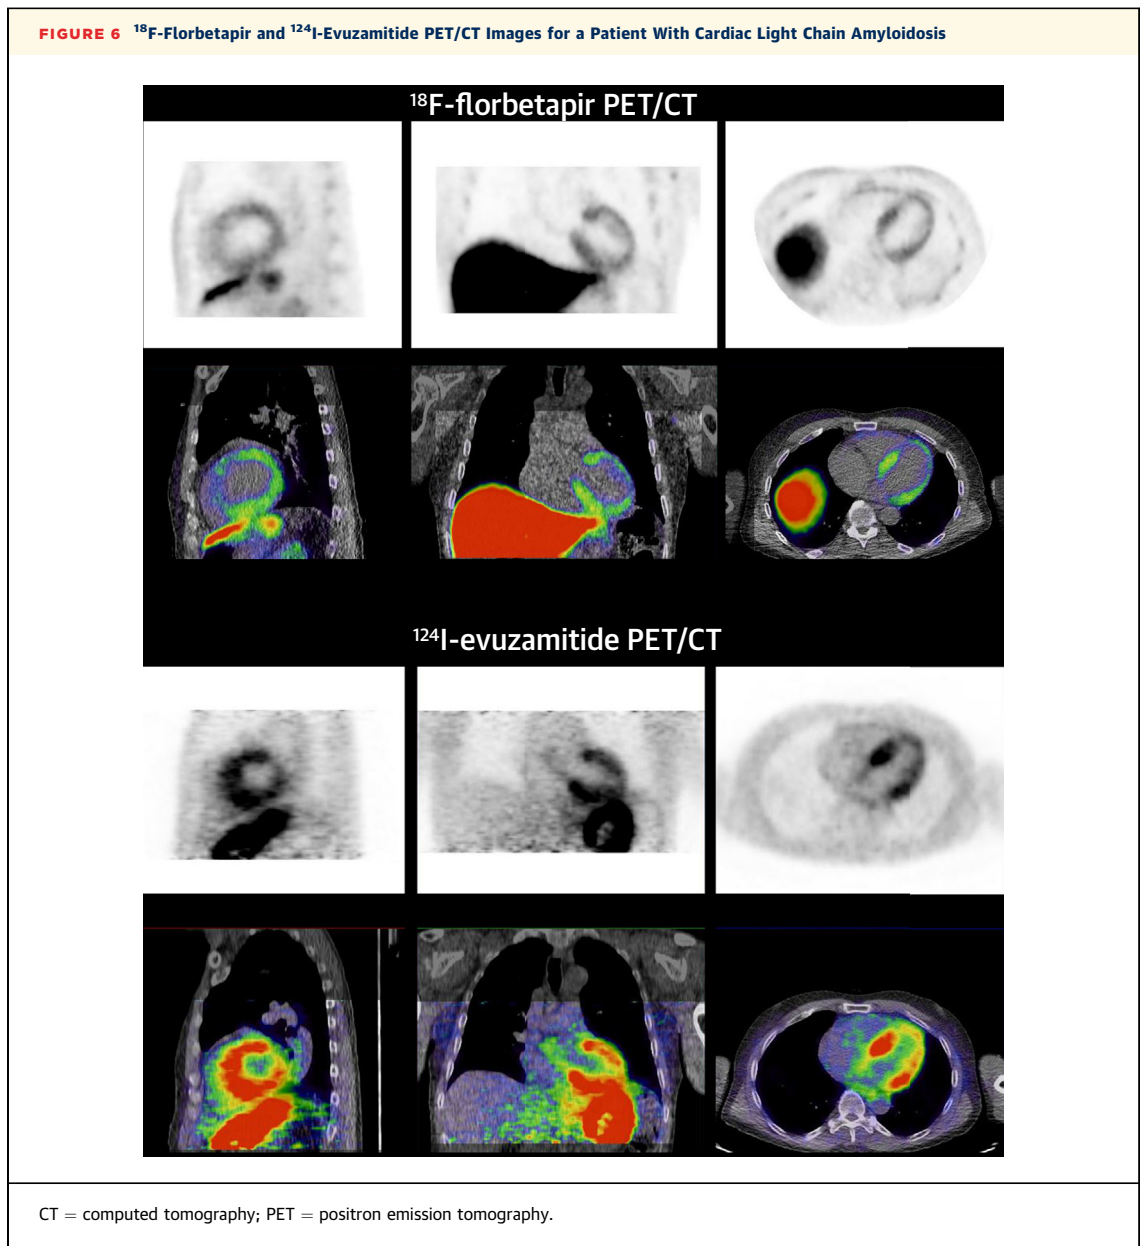 FIGURE 6 ¹⁸F-Florbetapir and ¹²⁴I-Evuzamitide PET/CT Images for a Patient With Cardiac Light Chain Amyloidosis
¹⁸F-florbetapir PET/CT
¹²⁴I-evuzamitide PET/CT
CT = computed tomography; PET = positron emission tomography.